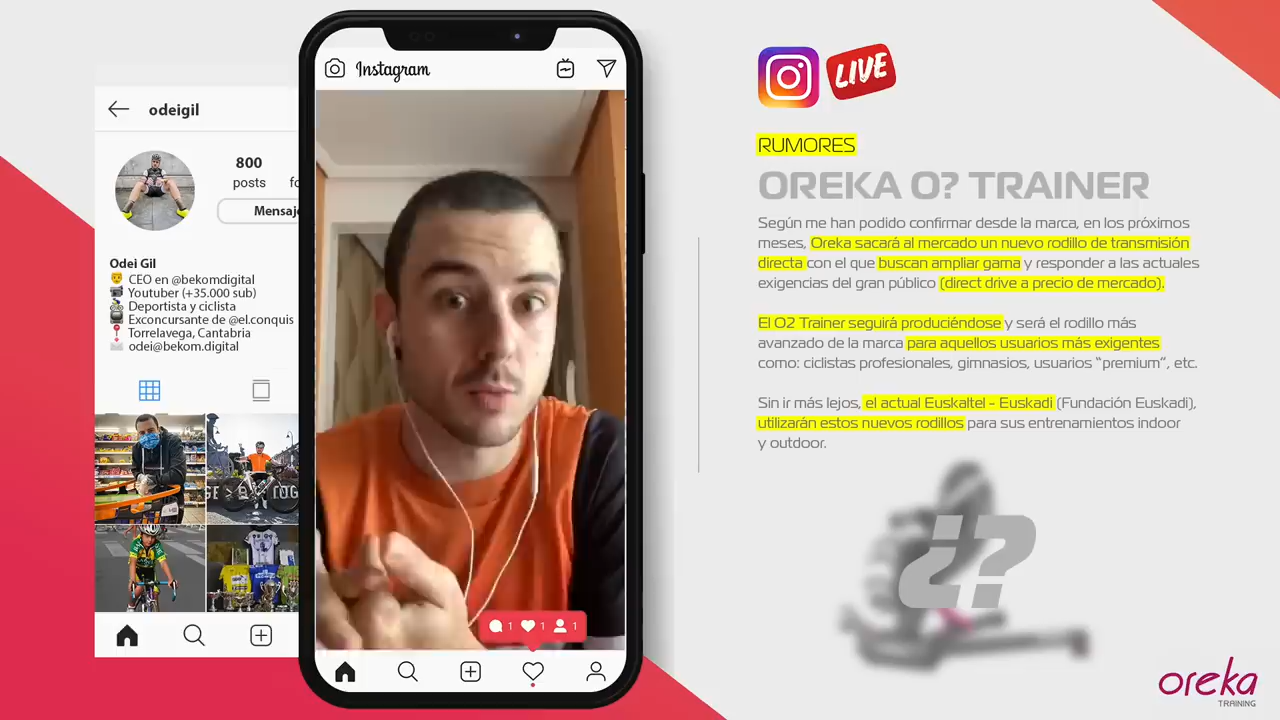 odeigil
800
posts
Mensaje
Odei Gil
CEO en @bekomdigital
Youtuber (+35.000 sub)
Deportista y ciclista
Exconcursante de @el.conquis
Torrelavega, Cantabria
odei@bekom.digital
Instagram
1 1 1
LIVE
RUMORES
OREKA O? TRAINER
Según me han podido confirmar desde la marca, en los próximos
meses, Oreka sacará al mercado un nuevo rodillo de transmisión
directa con el que buscan ampliar gama y responder a las actuales
exigencias del gran público (direct drive a precio de mercado).
El O2 Trainer seguirá produciéndose y será el rodillo más
avanzado de la marca para aquellos usuarios más exigentes
como: ciclistas profesionales, gimnasios, usuarios “premium”, etc.
Sin ir más lejos, el actual Euskaltel - Euskadi (Fundación Euskadi),
utilizarán estos nuevos rodillos para sus entrenamientos indoor
y outdoor.
¿?
oreka
TRAINING